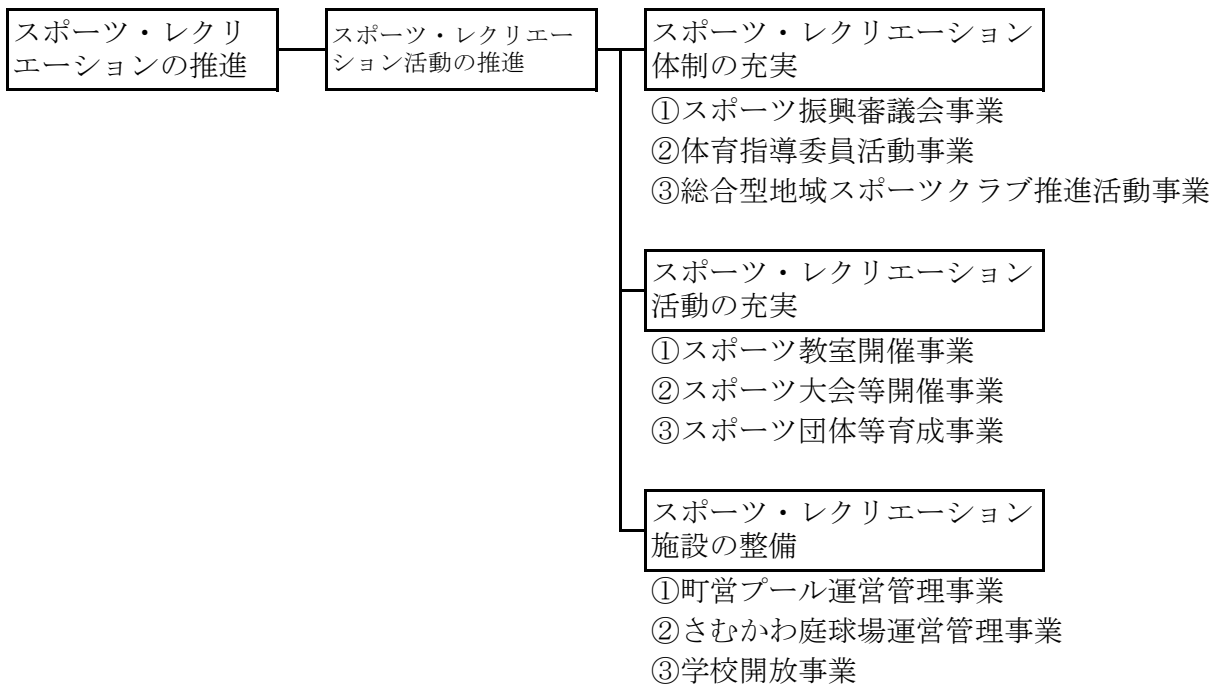 スポーツ・レクリ
エーションの推進
スポーツ・レクリエー
ション活動の推進
スポーツ・レクリエーション
体制の充実
①スポーツ振興審議会事業
②体育指導委員活動事業
③総合型地域スポーツクラブ推進活動事業
スポーツ・レクリエーション
活動の充実
①スポーツ教室開催事業
②スポーツ大会等開催事業
③スポーツ団体等育成事業
スポーツ・レクリエーション
施設の整備
①町営プール運営管理事業
②さむかわ庭球場運営管理事業
③学校開放事業